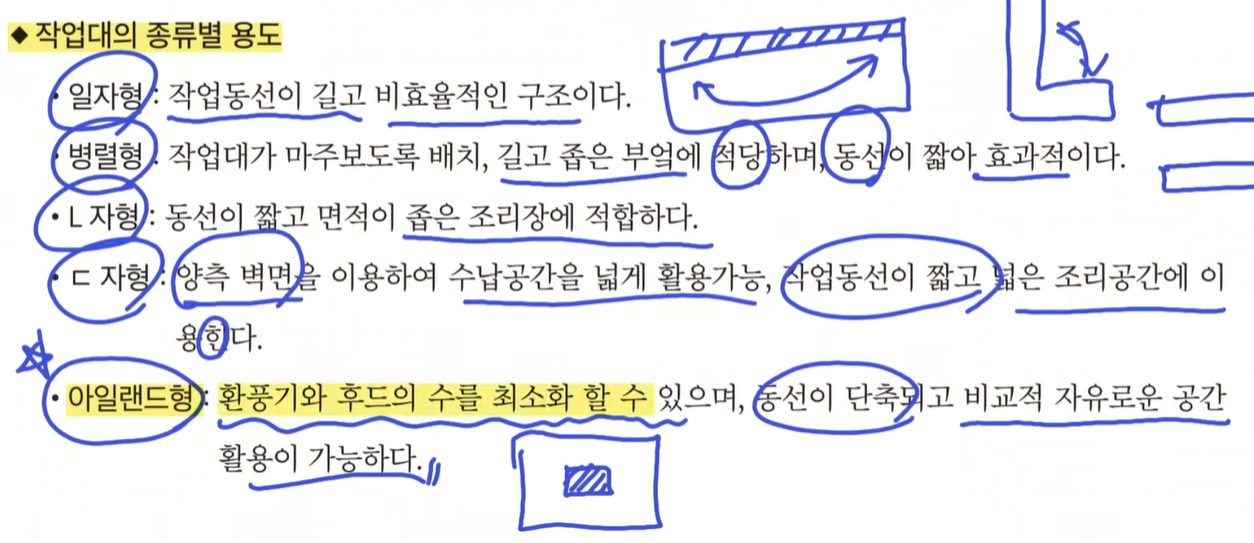 ◆ 작업대의 종류별 용도
• 일자형 : 작업동선이 길고 비효율적인 구조이다.
• 병렬형 : 작업대가 마주보도록 배치, 길고 좁은 부엌에 적당하며, 동선이 짧아 효과적이다.
• L 자형 : 동선이 짧고 면적이 좁은 조리장에 적합하다.
• ㄷ 자형 : 양측 벽면을 이용하여 수납공간을 넓게 활용가능, 작업동선이 짧고 넓은 조리공간에 이
용한다.
• 아일랜드형 : 환풍기와 후드의 수를 최소화 할 수 있으며, 동선이 단축되고 비교적 자유로운 공간
활용이 가능하다.